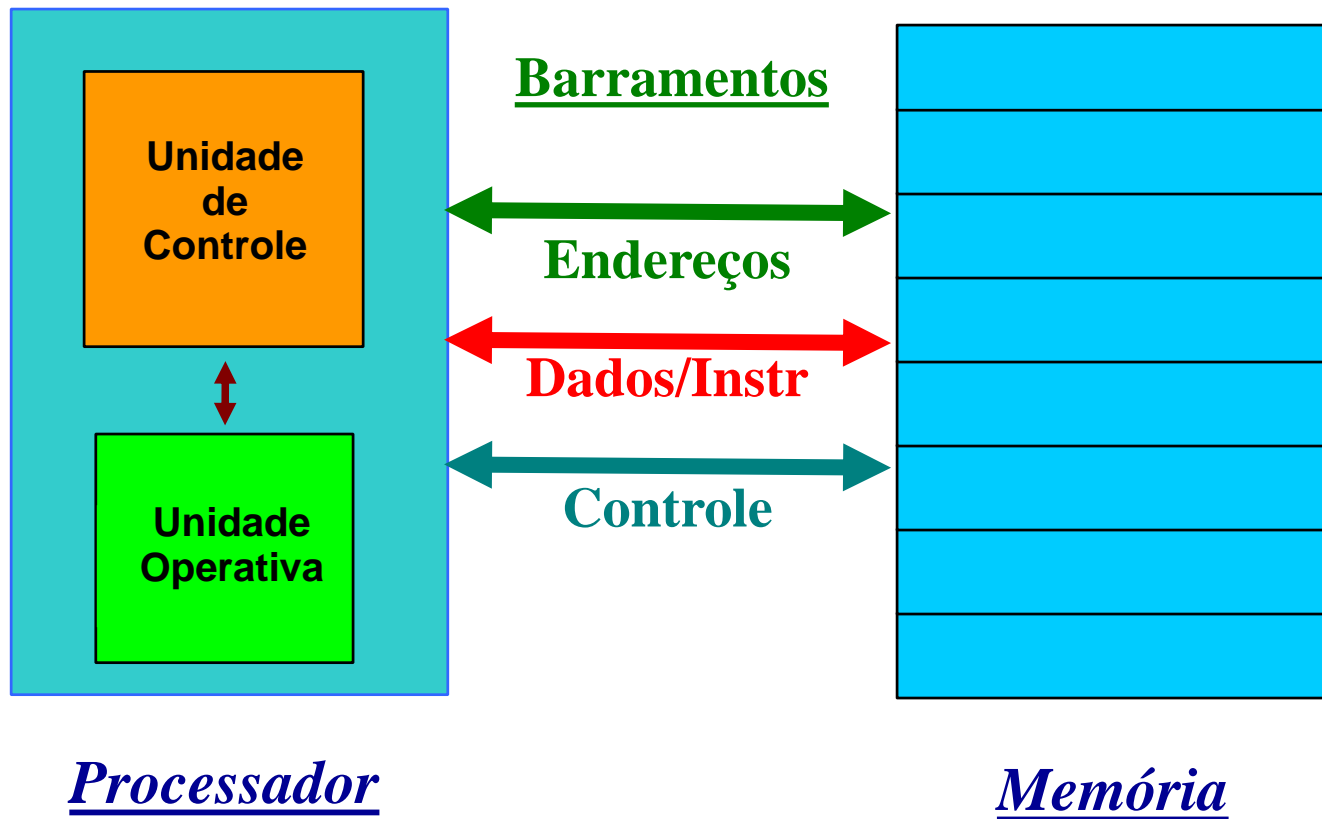 Barramentos
Unidade
de
Controle
Endereços
Dados/Instr
Controle
Unidade
Operativa
Processador
Memória